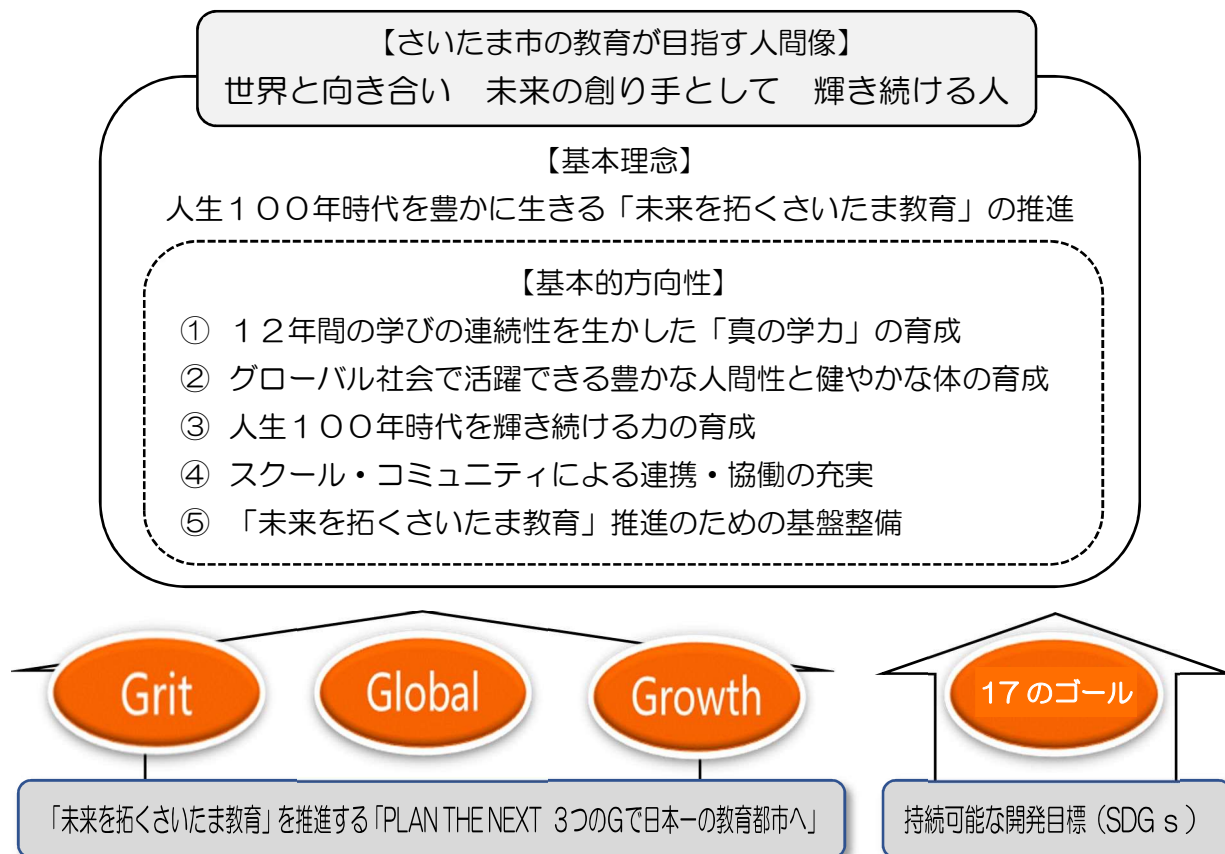 【さいたま市の教育が目指す人間像】
世界と向き合い　未来の創り手として　輝き続ける人
【基本理念】
人生１００年時代を豊かに生きる「未来を拓くさいたま教育」の推進
【基本的方向性】
①　１２年間の学びの連続性を生かした「真の学力」の育成
②　グローバル社会で活躍できる豊かな人間性と健やかな体の育成
③　人生１００年時代を輝き続ける力の育成
④　スクール・コミュニティによる連携・協働の充実
⑤　「未来を拓くさいたま教育」推進のための基盤整備
Grit　Global　Growth　17のゴール
「未来を拓くさいたま教育」を推進する「PLAN THE NEXT　3つのGで日本一の教育都市へ」　持続可能な開発目標（SDGｓ）